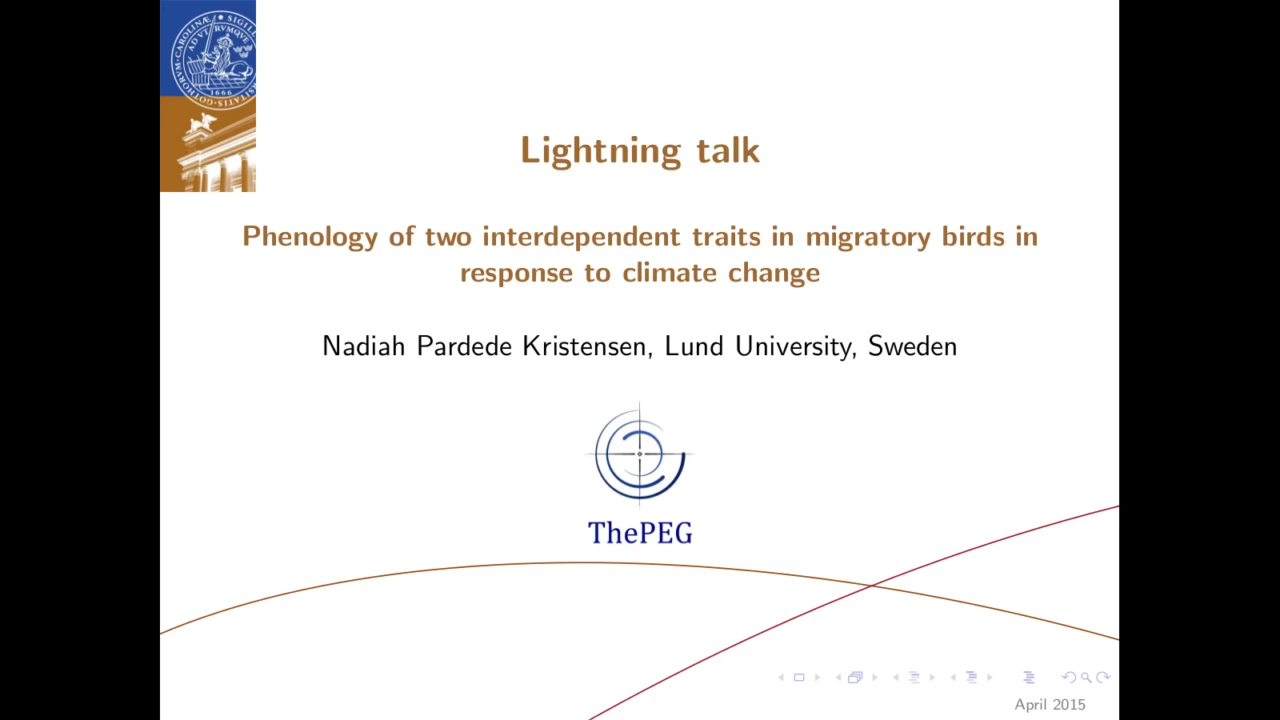 Lightning talk
Phenology of two interdependent traits in migratory birds in
response to climate change
Nadiah Pardede Kristensen, Lund University, Sweden
ThePEG
April 2015